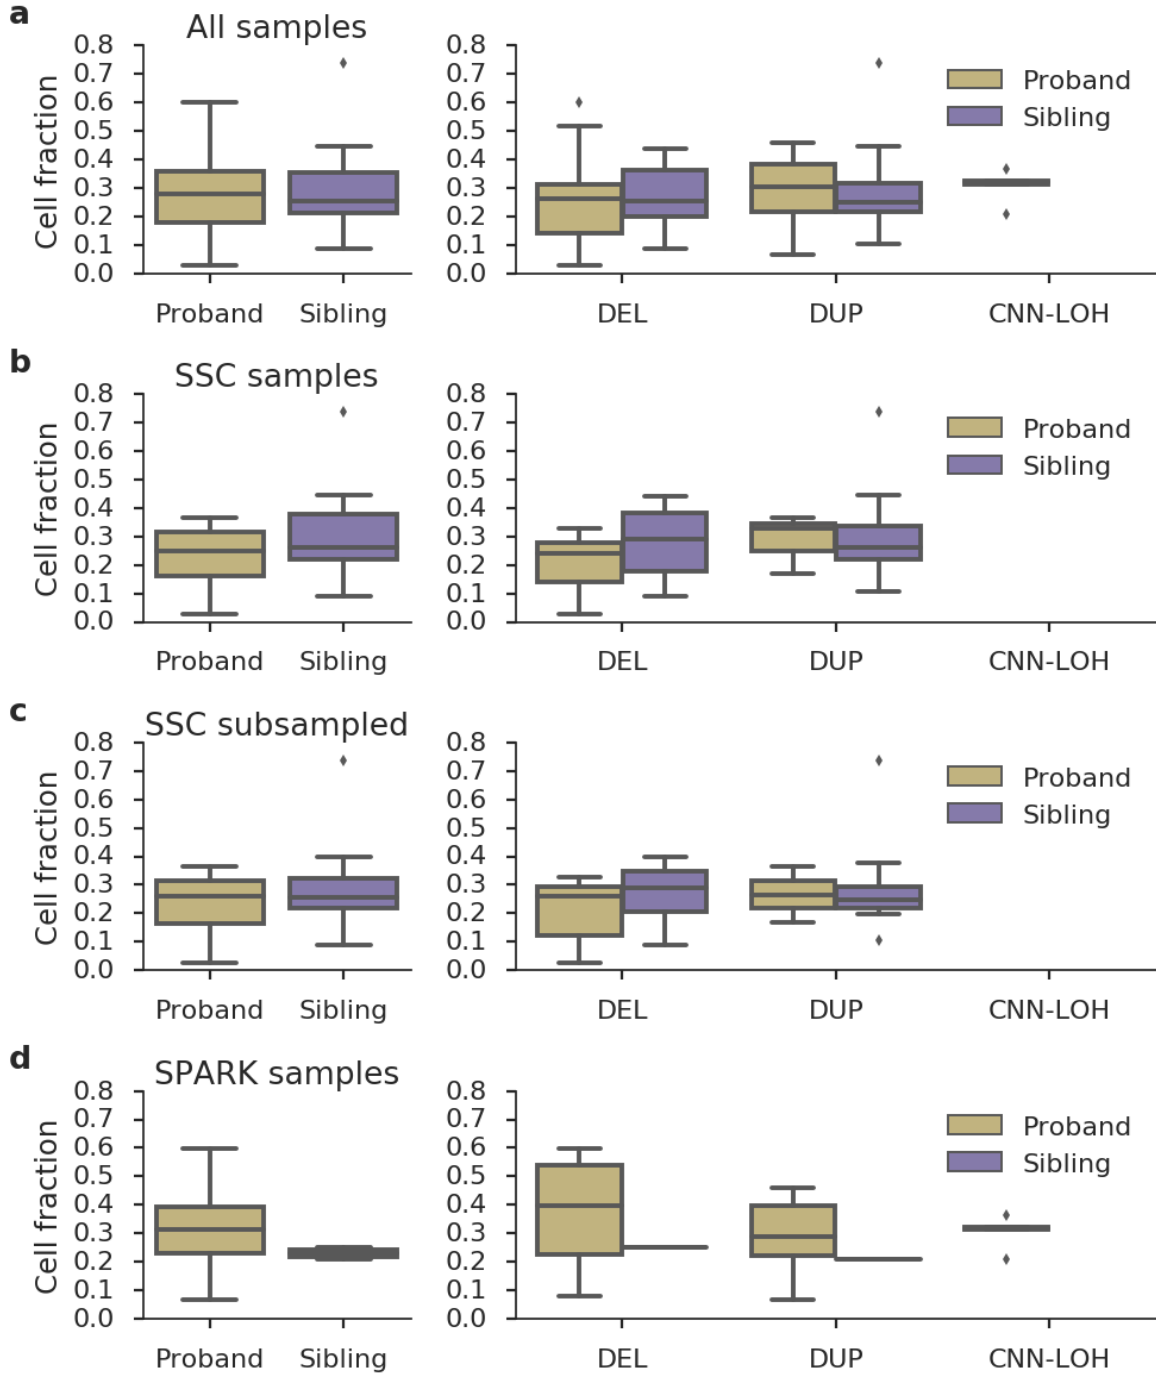 a
All samples
Cell fraction
0.8
0.7
0.6
0.5
0.4
0.3
0.2
0.1
0.0
Proband
Sibling
0.8
0.7
0.6
0.5
0.4
0.3
0.2
0.1
0.0
DEL
DUP
CNN-LOH
Proband
Sibling
b
SSC samples
Cell fraction
0.8
0.7
0.6
0.5
0.4
0.3
0.2
0.1
0.0
Proband
Sibling
0.8
0.7
0.6
0.5
0.4
0.3
0.2
0.1
0.0
DEL
DUP
CNN-LOH
Proband
Sibling
c
SSC subsampled
Cell fraction
0.8
0.7
0.6
0.5
0.4
0.3
0.2
0.1
0.0
Proband
Sibling
0.8
0.7
0.6
0.5
0.4
0.3
0.2
0.1
0.0
DEL
DUP
CNN-LOH
Proband
Sibling
d
SPARK samples
Cell fraction
0.8
0.7
0.6
0.5
0.4
0.3
0.2
0.1
0.0
Proband
Sibling
0.8
0.7
0.6
0.5
0.4
0.3
0.2
0.1
0.0
DEL
DUP
CNN-LOH
Proband
Sibling